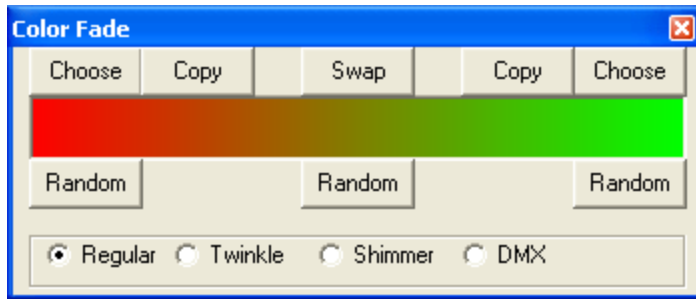 Color Fade
Choose Copy Swap Copy Choose
Random Random Random
Regular Twinkle Shimmer DMX